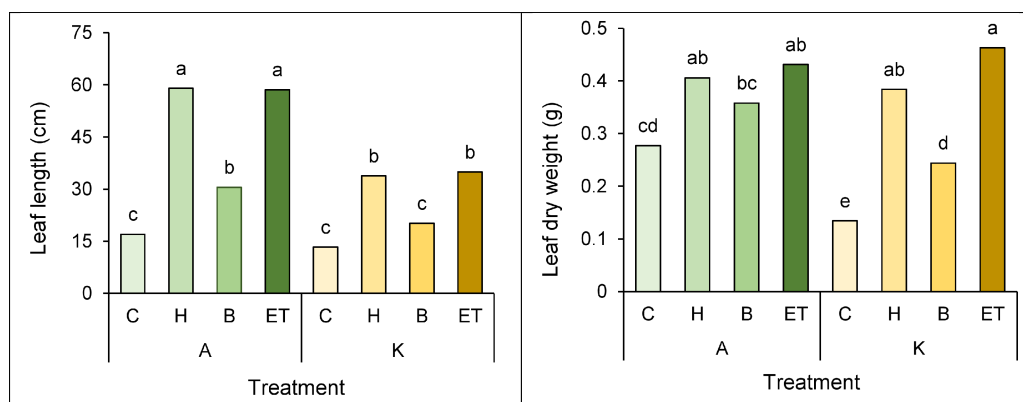 Leaf length (cm)
75
60
45
30
15
0
c
a
b
a
c
b
c
b
C H B ET C H B ET
A K
Treatment
Leaf dry weight (g)
0.5
0.4
0.3
0.2
0.1
0
cd
ab
bc
ab
e
ab
d
a
C H B ET C H B ET
A K
Treatment